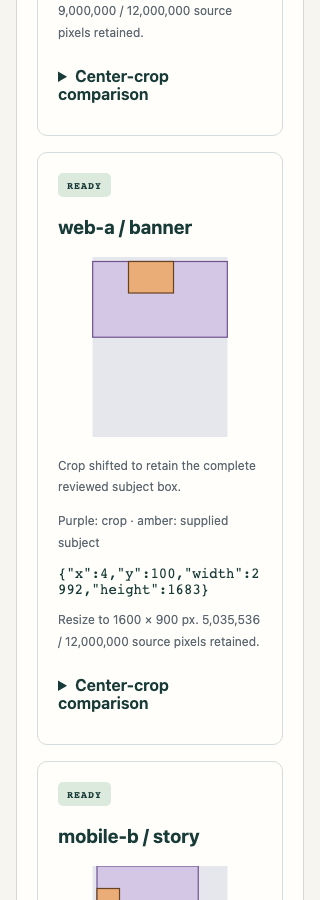 9,000,000 / 12,000,000 source
pixels retained.
▶ Center-crop
comparison
READY
web-a / banner
Crop shifted to retain the complete
reviewed subject box.
Purple: crop · amber: supplied
subject
{"x":4,"y":100,"width":2
992,"height":1683}
Resize to 1600 × 900 px. 5,035,536
/ 12,000,000 source pixels retained.
▶ Center-crop
comparison
READY
mobile-b / story